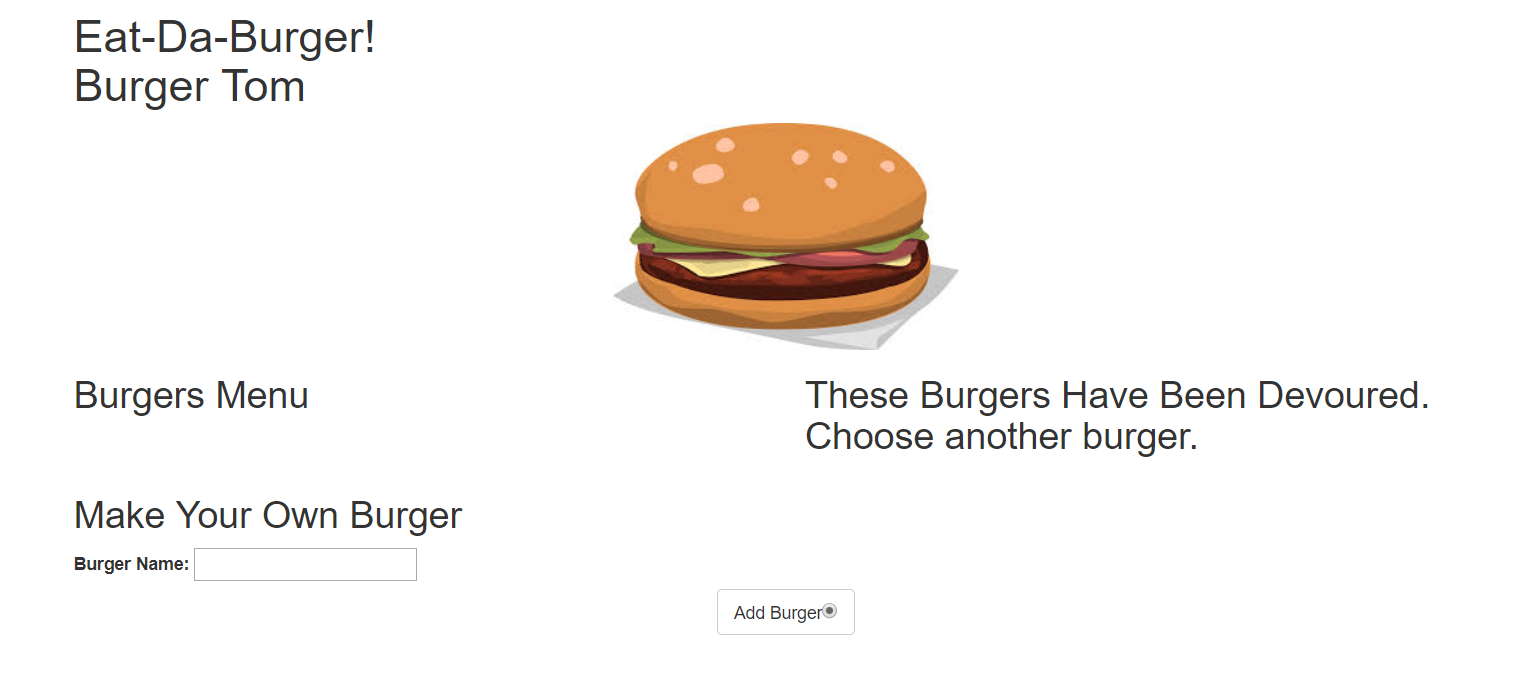 Eat-Da-Burger!
Burger Tom
Burgers Menu
These Burgers Have Been Devoured.
Choose another burger.
Make Your Own Burger
Burger Name:
Add Burger